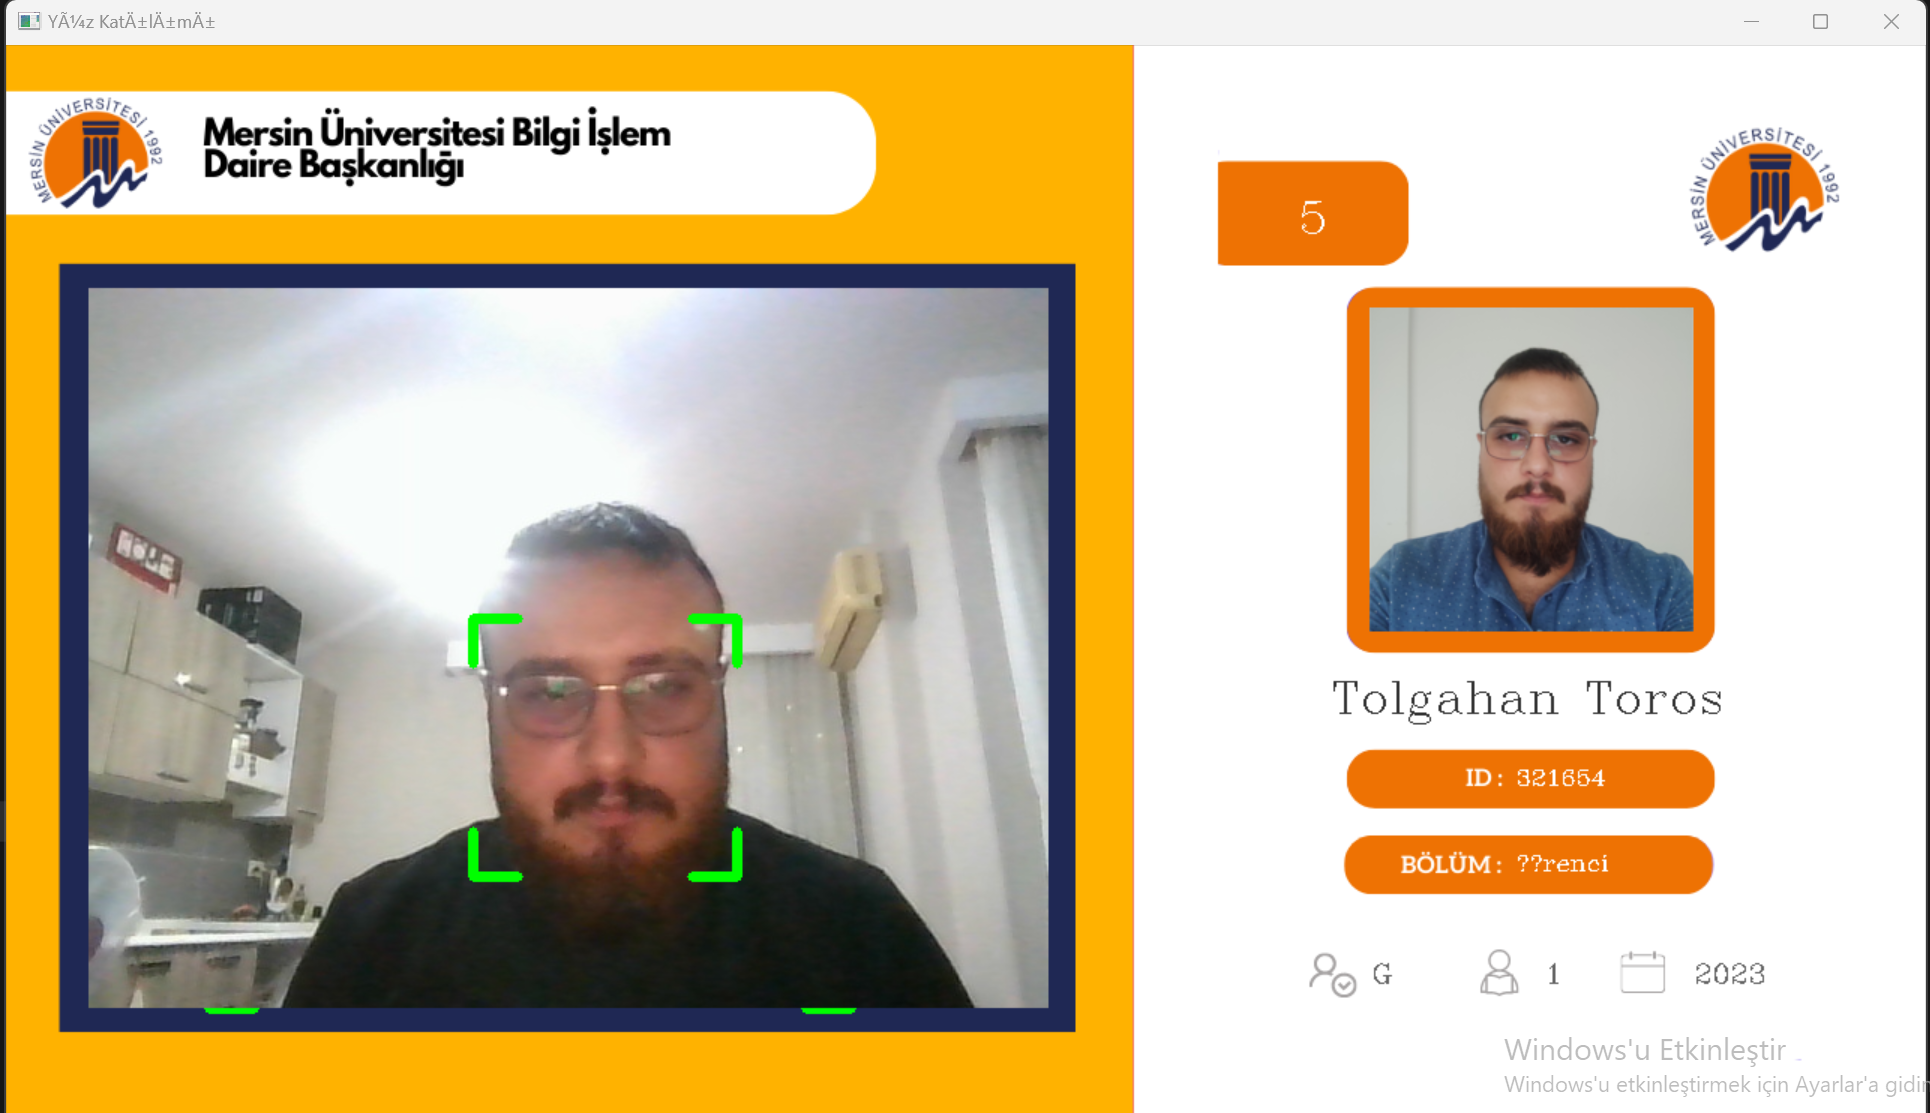 YÃ¼z KatÄ±lÄ±mÄ±
MERSİN ÜNİVERSİTESİ 1992
Mersin Üniversitesi Bilgi İşlem
Daire Başkanlığı
5
MERSİN ÜNİVERSİTESİ 1992
Tolgahan Toros
ID : 321654
BÖLÜM : ??renci
G
1
2023
Windows'u Etkinleştir
Windows'u etkinleştirmek için Ayarlar'a gidin